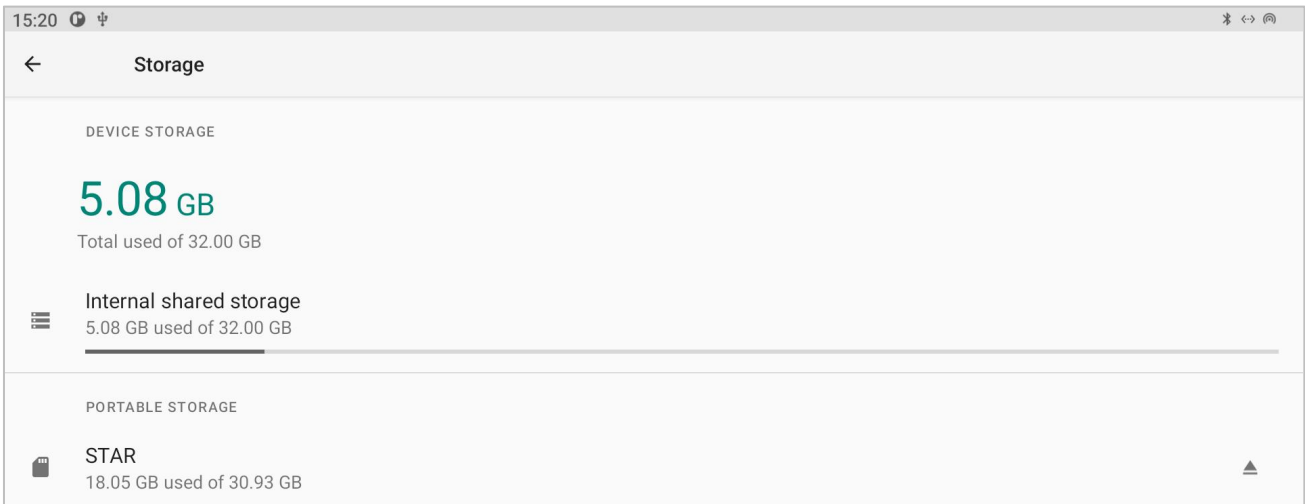 15:20
Storage
DEVICE STORAGE
5.08 GB
Total used of 32.00 GB
Internal shared storage
5.08 GB used of 32.00 GB
PORTABLE STORAGE
STAR
18.05 GB used of 30.93 GB